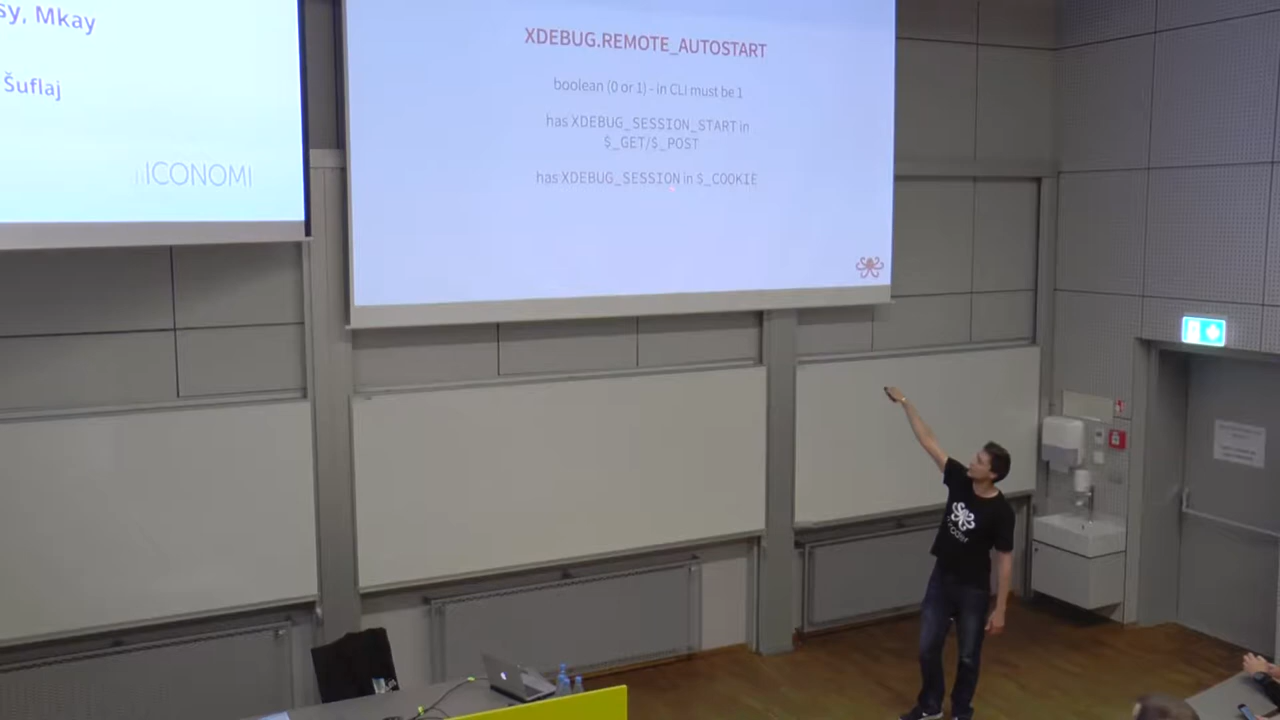 sy, Mkay
Šuflaj
ICONOMI
XDEBUG.REMOTE_AUTOSTART
boolean (0 or 1) - in CLI must be 1
has XDEBUG_SESSION_START in
$_GET/$_POST
has XDEBUG_SESSION in $_COOKIE